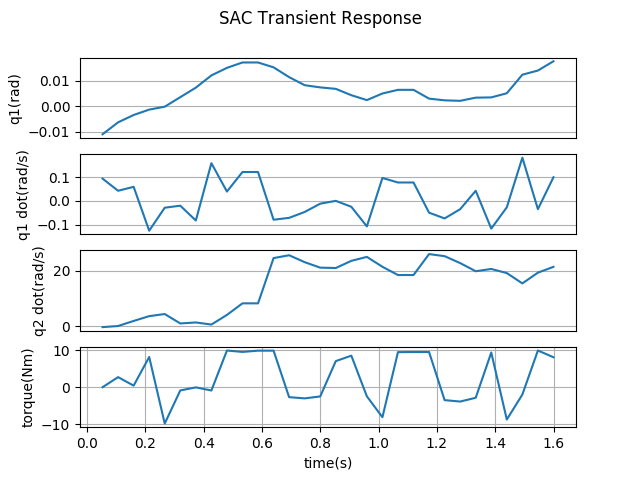 SAC Transient Response
q1(rad)
0.01
0.00
−0.01
q1 dot(rad/s)
0.1
0.0
−0.1
q2 dot(rad/s)
20
0
torque(Nm)
10
0
−10
0.0 0.2 0.4 0.6 0.8 1.0 1.2 1.4 1.6
time(s)